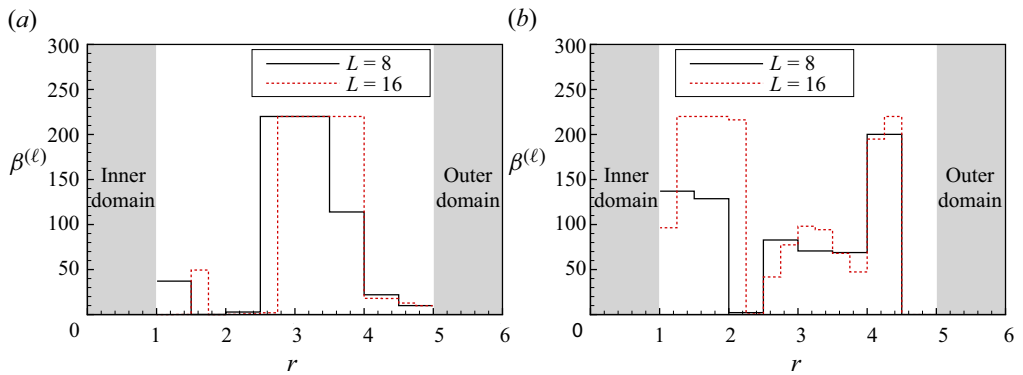 (a)
(b)
300
250
200
150
100
50
0
β(ℓ)
Inner
domain
Outer
domain
L = 8
L = 16
1
2
3
4
5
6
r
300
250
200
150
100
50
0
β(ℓ)
Inner
domain
Outer
domain
L = 8
L = 16
1
2
3
4
5
6
r